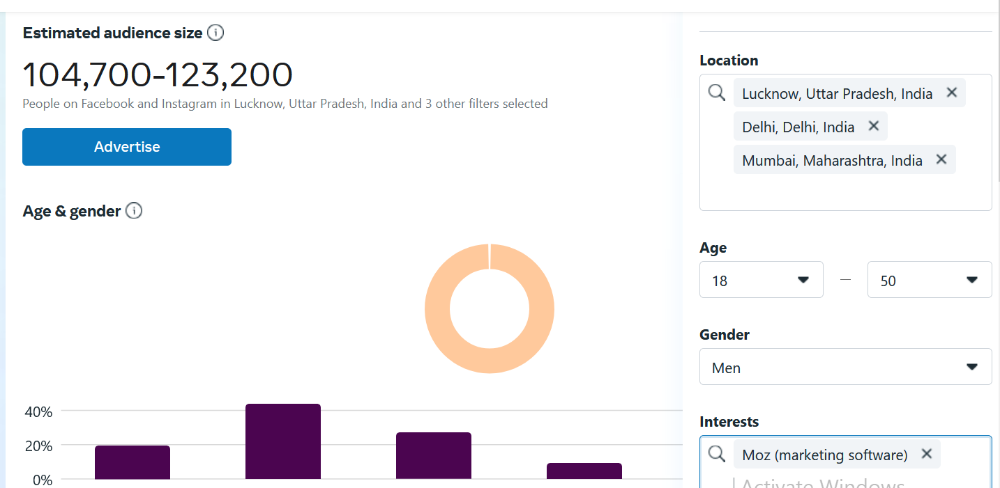 Estimated audience size
104,700-123,200
People on Facebook and Instagram in Lucknow, Uttar Pradesh, India and 3 other filters selected
Advertise
Age & gender
40%
20%
0%
Location
Lucknow, Uttar Pradesh, India
Delhi, Delhi, India
Mumbai, Maharashtra, India
Age
18 — 50
Gender
Men
Interests
Moz (marketing software)
Activate Windows